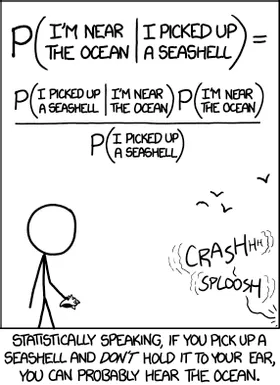 P(I'M NEAR THE OCEAN | I PICKED UP A SEASHELL) =
P(I PICKED UP A SEASHELL | I'M NEAR THE OCEAN) P(I'M NEAR THE OCEAN)
P(I PICKED UP A SEASHELL)
CRASHHHH
SPLOOSH
STATISTICALLY SPEAKING, IF YOU PICK UP A
SEASHELL AND DON'T HOLD IT TO YOUR EAR,
YOU CAN PROBABLY HEAR THE OCEAN.